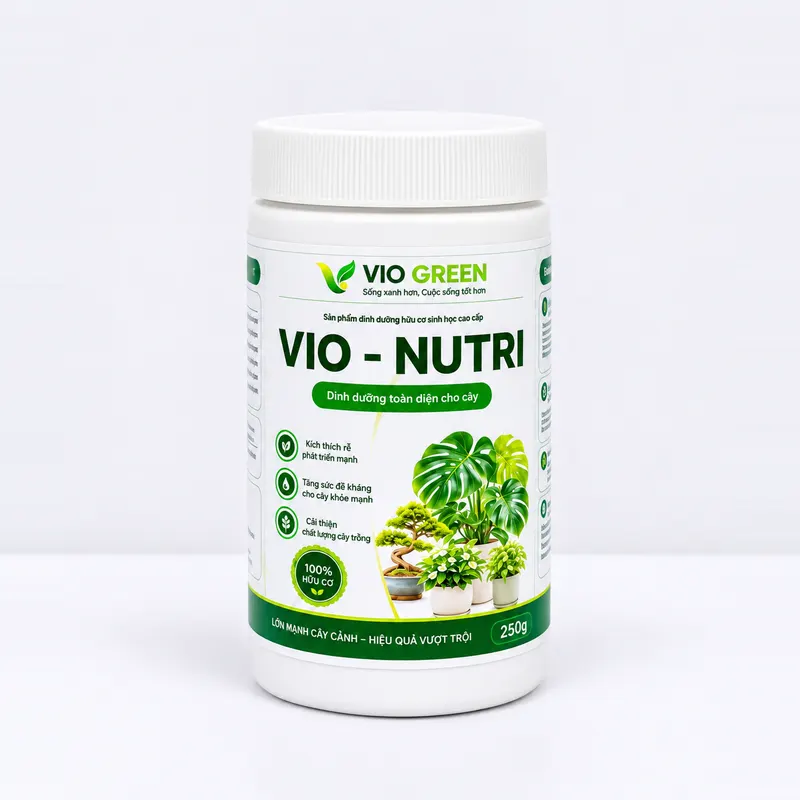 VIO GREEN
Sống xanh hơn, Cuộc sống tốt hơn
Sản phẩm dinh dưỡng hữu cơ sinh học cao cấp
VIO - NUTRI
Dinh dưỡng toàn diện cho cây
Kích thích rễ
phát triển mạnh
Tăng sức đề kháng
cho cây khỏe mạnh
Cải thiện
chất lượng cây trồng
100%
HỮU CƠ
LỚN MẠNH CÂY CẢNH – HIỆU QUẢ VƯỢT TRỘI
250g